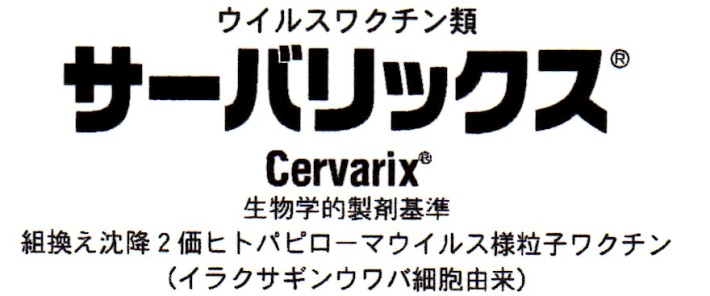 ウイルスワクチン類
サーバリックス®
Cervarix®
生物学的製剤基準
組換え沈降2価ヒトパピローマウイルス様粒子ワクチン
(イラクサギンウワバ細胞由来)